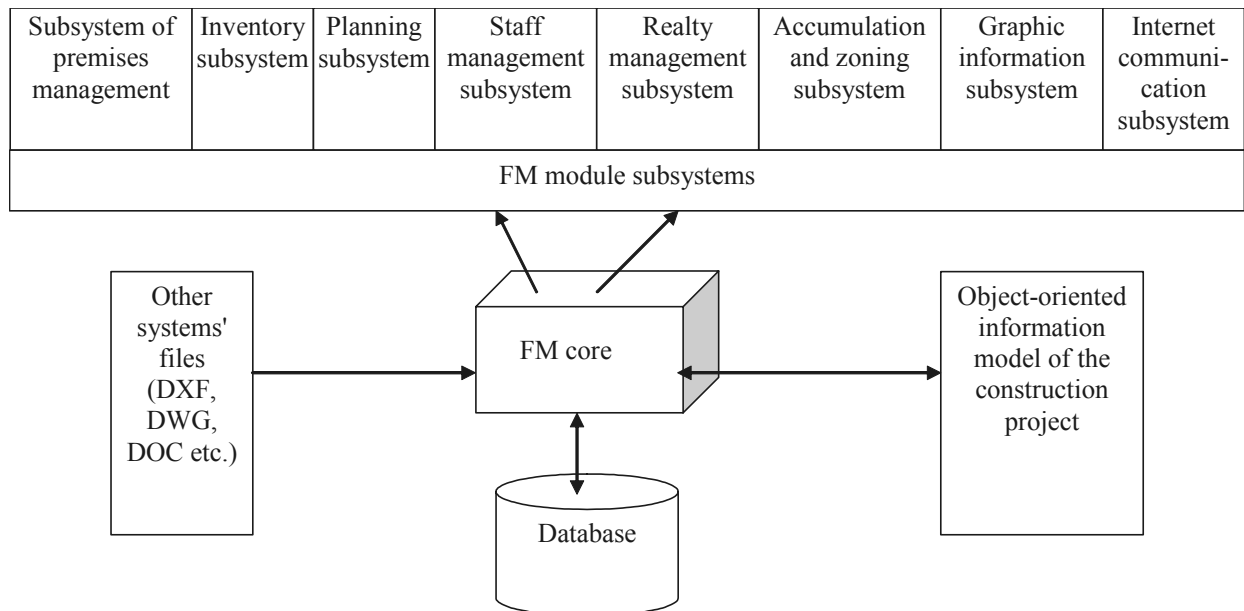 Subsystem of
premises
management
Inventory
subsystem
Planning
subsystem
Staff
management
subsystem
Realty
management
subsystem
Accumulation
and zoning
subsystem
Graphic
information
subsystem
Internet
communi-
cation
subsystem
FM module subsystems
Other
systems'
files
(DXF,
DWG,
DOC etc.)
FM core
Object-oriented
information
model of the
construction
project
Database